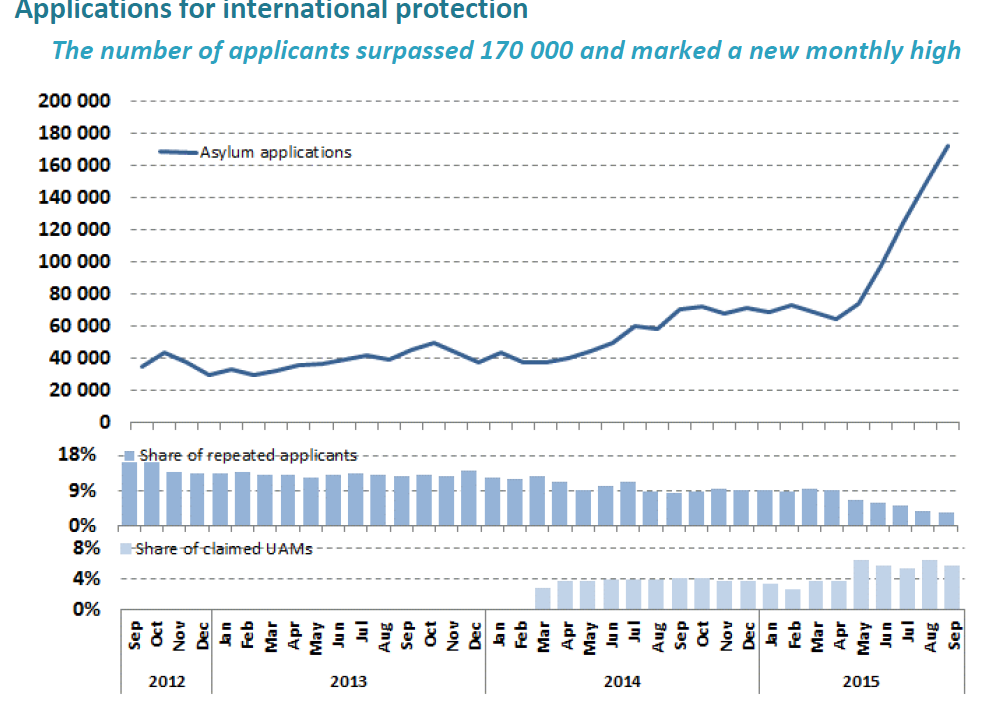 Applications for international protection
The number of applicants surpassed 170 000 and marked a new monthly high
200 000
180 000
Asylum applications
160 000
140 000
120 000
100 000
80 000
60 000
40 000
20 000
0
18%
Share of repeated applicants
9%
0%
8%
Share of claimed UAMs
4%
0%
Sep Oct Nov Dec Jan Feb Mar Apr May Jun Jul Aug Sep Oct Nov Dec Jan Feb Mar Apr May Jun Jul Aug Sep Oct Nov Dec Jan Feb Mar Apr May Jun Jul Aug Sep
2012 2013 2014 2015